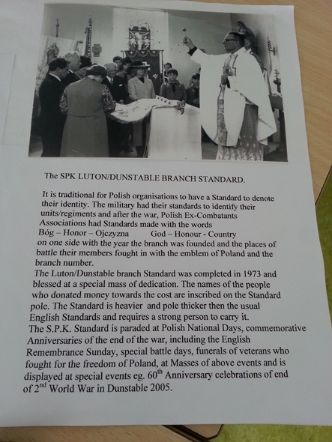 The SPK LUTON/DUNSTABLE BRANCH STANDARD.
It is traditional for Polish organisations to have a Standard to denote
their identity. The military had their standards to identify their
units/regiments and after the war, Polish Ex-Combatants
Associations had Standards made with the words
Bóg – Honor – Ojczyzna God – Honour - Country
on one side with the year the branch was founded and the places of
battle their members fought in with the emblem of Poland and the
branch number.
The Luton/Dunstable branch Standard was completed in 1973 and
blessed at a special mass of dedication. The names of the people
who donated money towards the cost are inscribed on the Standard
pole. The Standard is heavier and pole thicker then the usual
English Standards and requires a strong person to carry it.
The S.P.K. Standard is paraded at Polish National Days, commemorative
Anniversaries of the end of the war, including the English
Remembrance Sunday, special battle days, funerals of veterans who
fought for the freedom of Poland, at Masses of above events and is
displayed at special events eg. 60th Anniversary celebrations of end
of 2nd World War in Dunstable 2005.